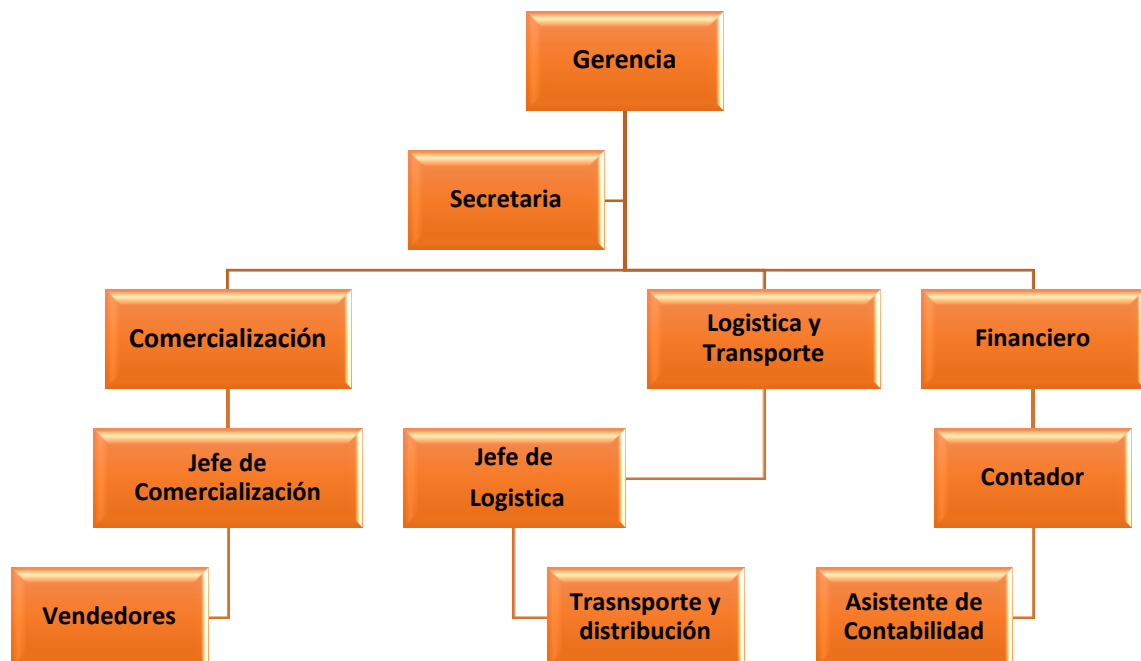 Gerencia
Secretaria
Comercialización
Logistica y
Transporte
Financiero
Jefe de
Comercialización
Jefe de
Logistica
Contador
Vendedores
Trasnsporte y
distribución
Asistente de
Contabilidad